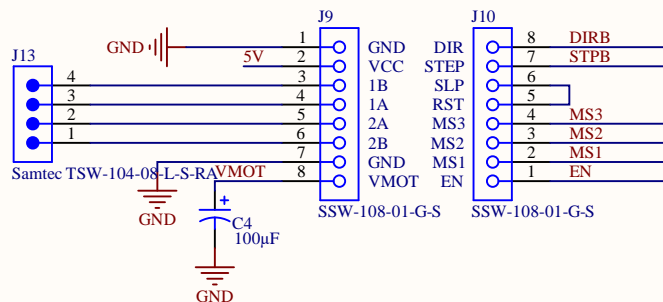 J9
J10
GND
1
GND
DIR
8
DIRB
J13
5V
2
VCC
STEP
7
STPB
4
3
1B
SLP
6
3
4
1A
RST
5
2
5
2A
MS3
4
MS3
1
6
2B
MS2
3
MS2
7
GND
MS1
2
MS1
Samtec TSW-104-08-L-S-RA
VMOT
8
VMOT
EN
1
EN
GND
+
C4
100µF
SSW-108-01-G-S
SSW-108-01-G-S
GND